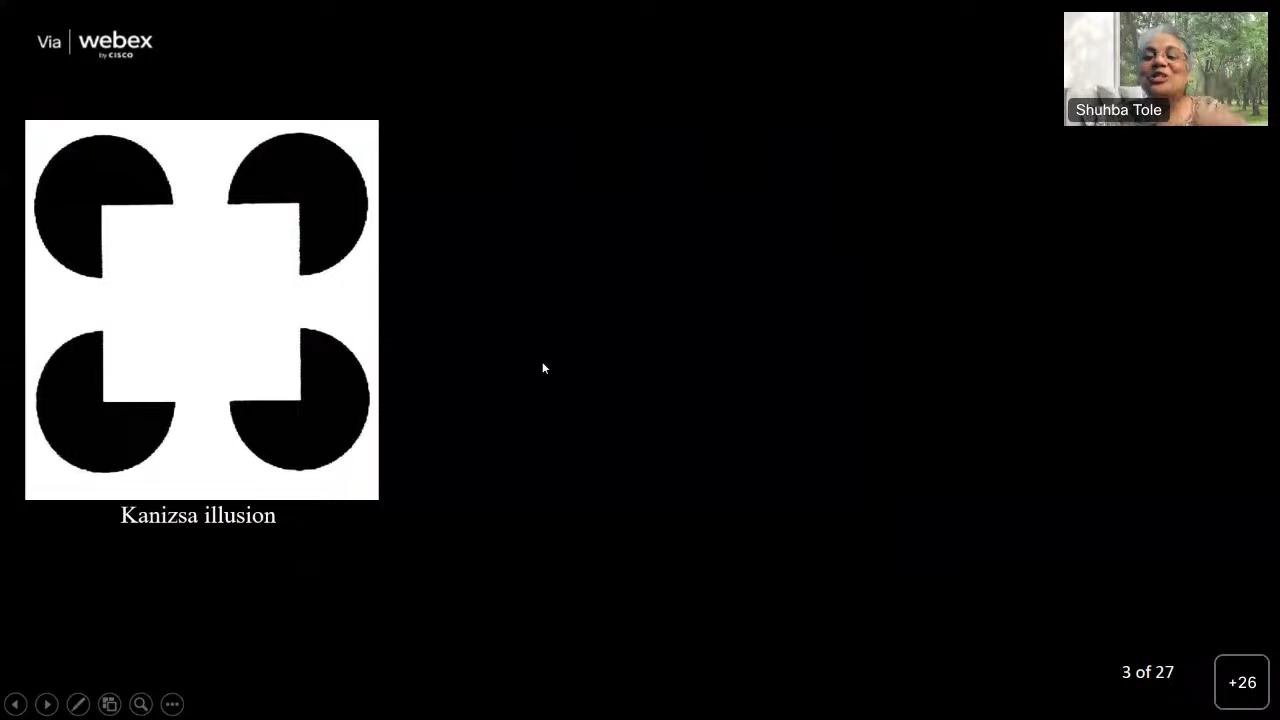 Via webex
by CISCO
Shuhba Tole
Kanizsa illusion
3 of 27
+26